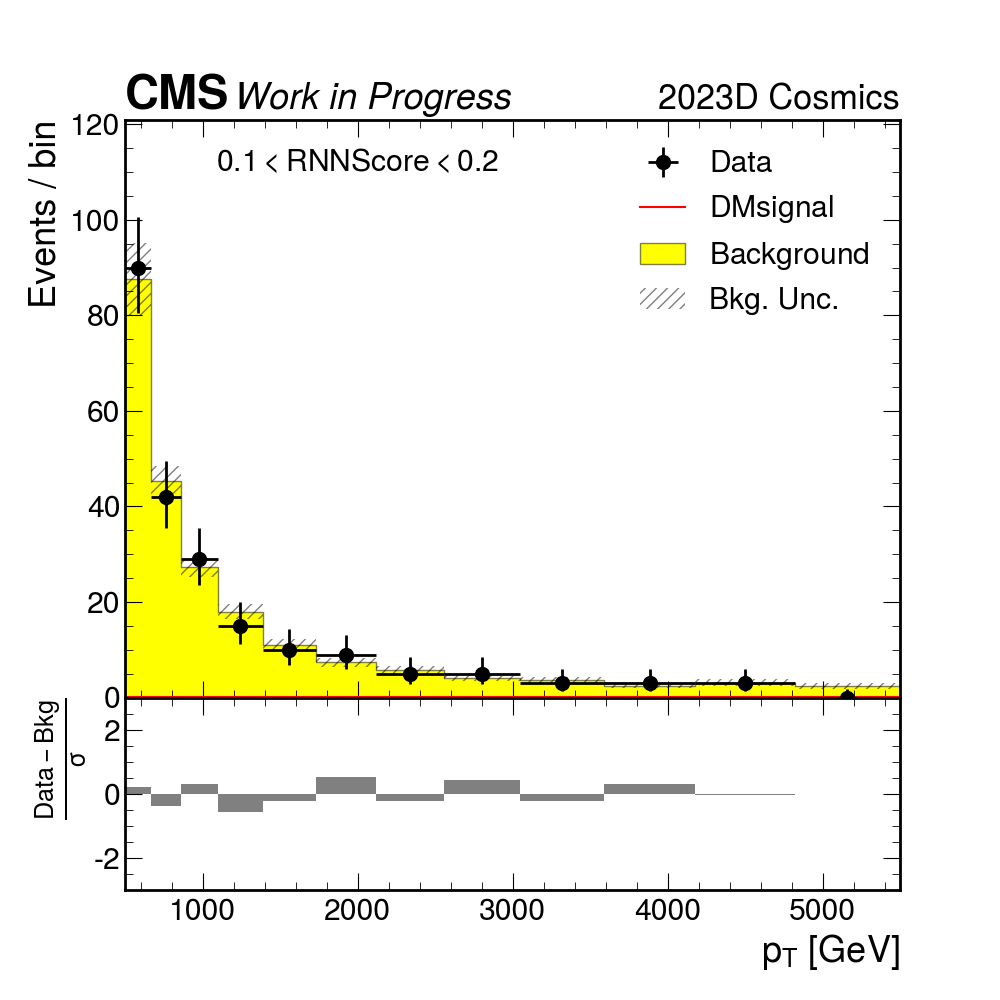 CMS Work in Progress 2023D Cosmics
Events / bin
120
100
80
60
40
20
0
0.1 < RNNScore < 0.2
Data
DMsignal
Background
Bkg. Unc.
Data – Bkg
σ
2
0
-2
1000 2000 3000 4000 5000
pT [GeV]